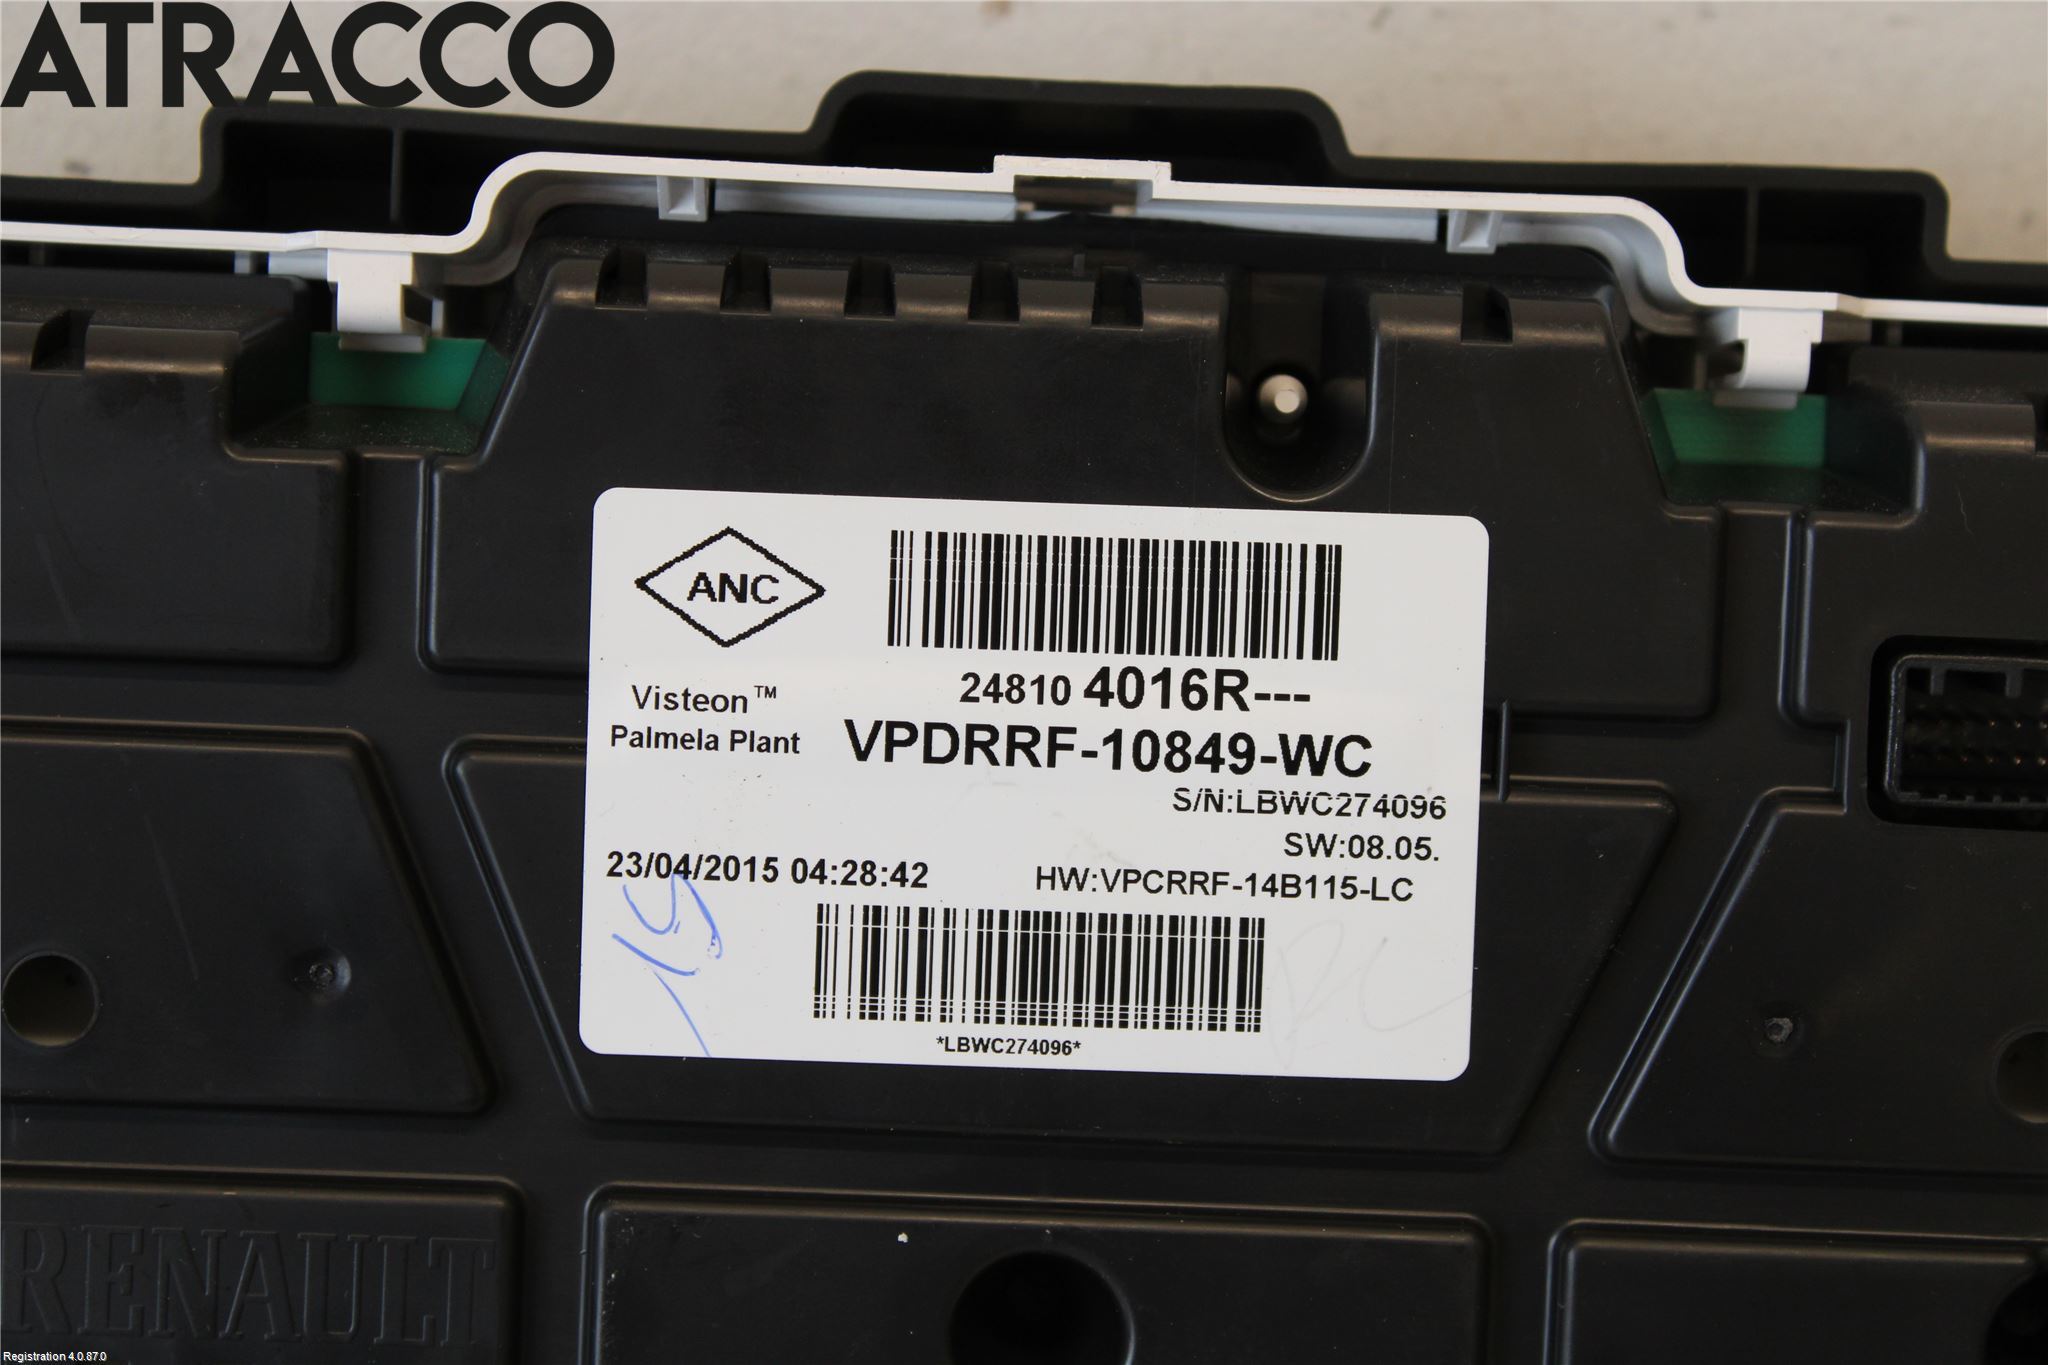 ATRACCO
ANC
24810 4016R---
Visteon™
Palmela Plant
VPDRRF-10849-WC
S/N:LBWC274096
SW:08.05.
23/04/2015 04:28:42
HW:VPCRRF-14B115-LC
*LBWC274096*
RENAULT
Registration 4.0.87.0